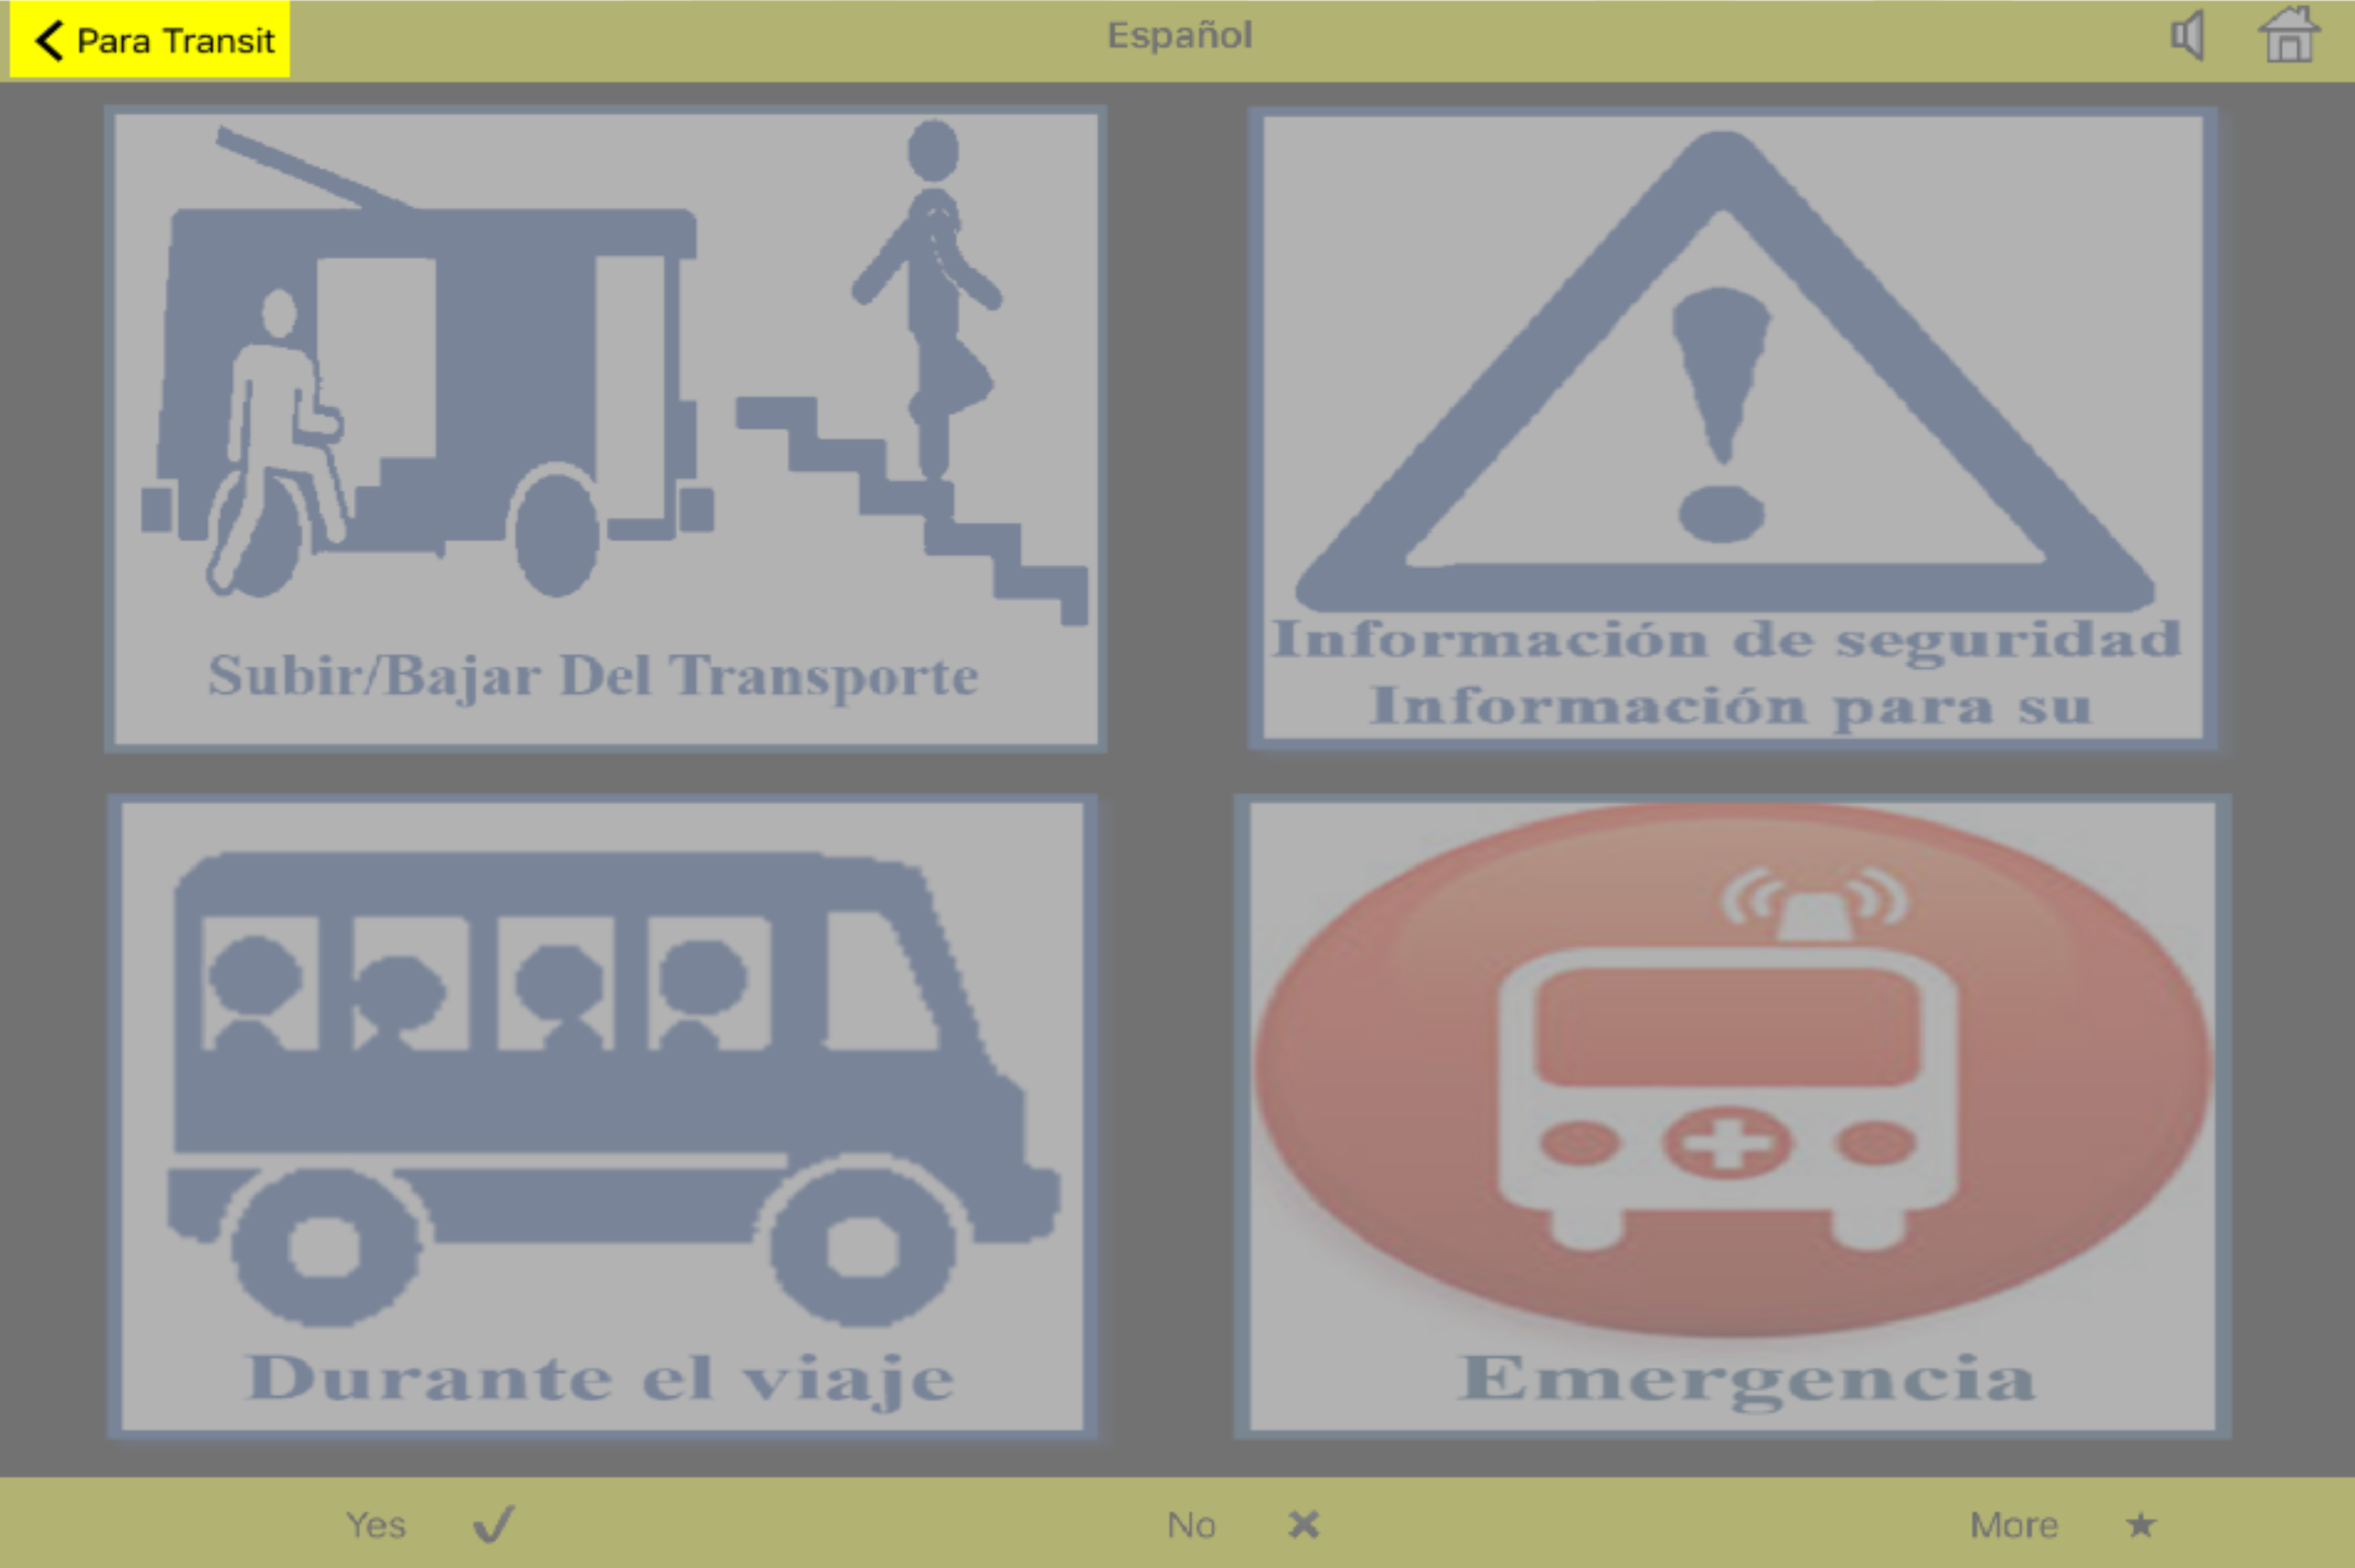 Para Transit
Español
Subir/Bajar Del Transporte
Información de seguridad
Información para su
Durante el viaje
Emergencia
Yes
No
More